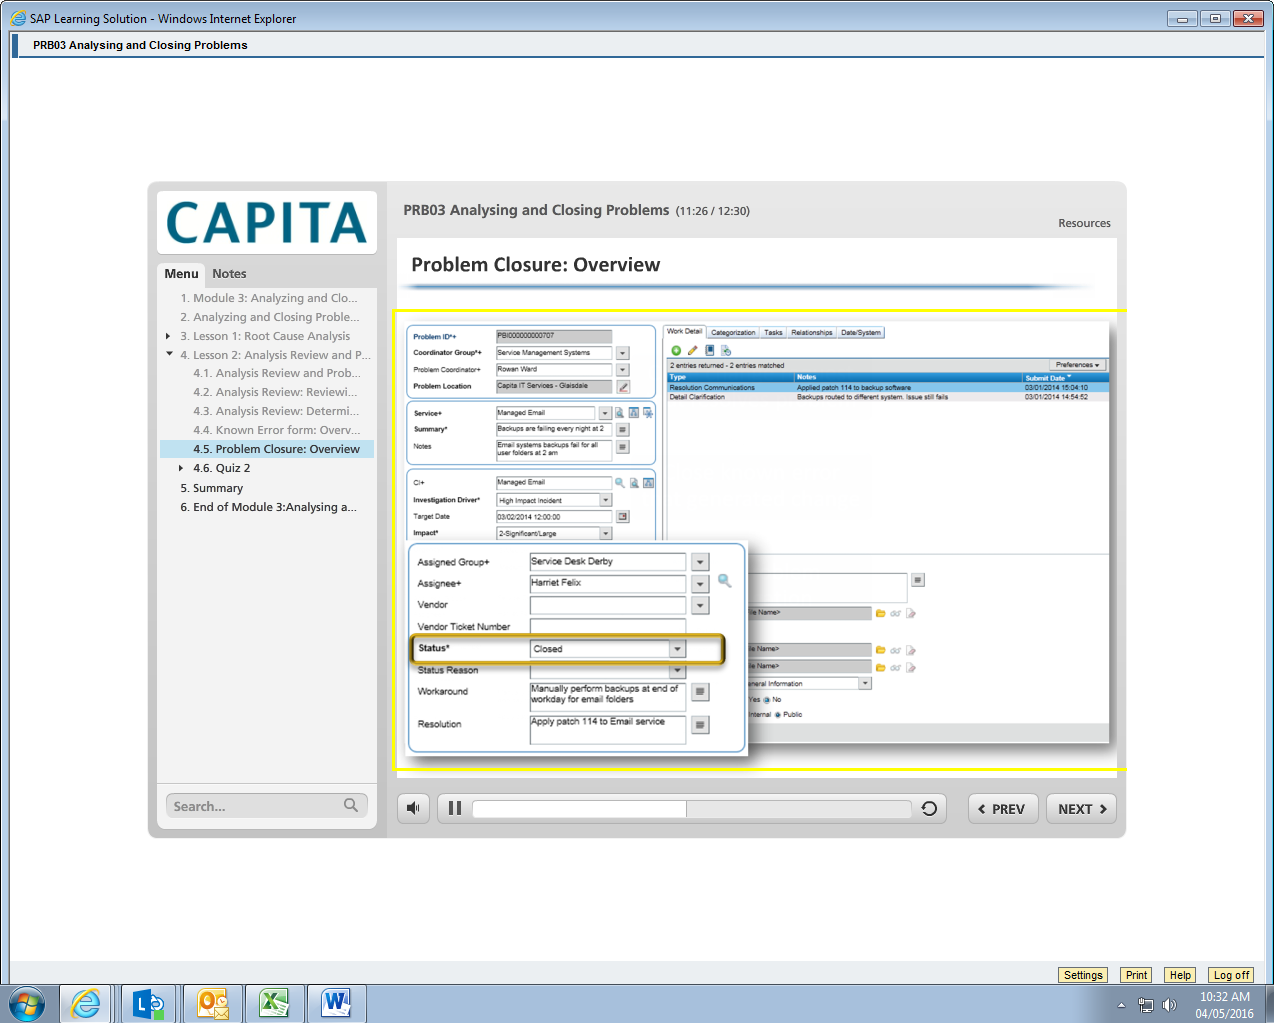 SAP Learning Solution - Windows Internet Explorer
PRB03 Analysing and Closing Problems
CAPITA
PRB03 Analysing and Closing Problems (11:26 / 12:30)
Resources
Menu
Notes
1. Module 3: Analyzing and Clo...
2. Analyzing and Closing Proble...
3. Lesson 1: Root Cause Analysis
4. Lesson 2: Analysis Review and P...
4.1. Analysis Review and Prob...
4.2. Analysis Review: Reviewi...
4.3. Analysis Review: Determi...
4.4. Known Error form: Overv...
4.5. Problem Closure: Overview
4.6. Quiz 2
5. Summary
6. End of Module 3:Analysing a...
Search...
Problem Closure: Overview
Problem ID*+ PBI000000000707
Coordinator Group*+ Service Management Systems
Problem Coordinator+ Rowan Ward
Problem Location Capita IT Services - Glaisdale
Service+ Managed Email
Summary* Backups are failing every night at 2
Notes Email systems backups fail for all
user folders at 2 am
CI+ Managed Email
Investigation Driver* High Impact Incident
Target Date 03/02/2014 12:00:00
Impact* 2-Significant/Large
Work Detail Categorization Tasks Relationships Date/System
2 entries returned - 2 entries matched
Preferences
Type Notes Submit Date
Resolution Communications Applied patch 114 to backup software 03/01/2014 15:04:10
Detail Clarification Backups routed to different system. Issue still fails 03/01/2014 14:54:52
Assigned Group+ Service Desk Derby
Assignee+ Harriet Felix
Vendor
Vendor Ticket Number
Status* Closed
Status Reason
Workaround Manually perform backups at end of
workday for email folders
Resolution Apply patch 114 to Email service
ile Name>
ile Name>
ile Name>
eneral Information
Yes No
Internal Public
PREV
NEXT
Settings
Print
Help
Log off
10:32 AM
04/05/2016